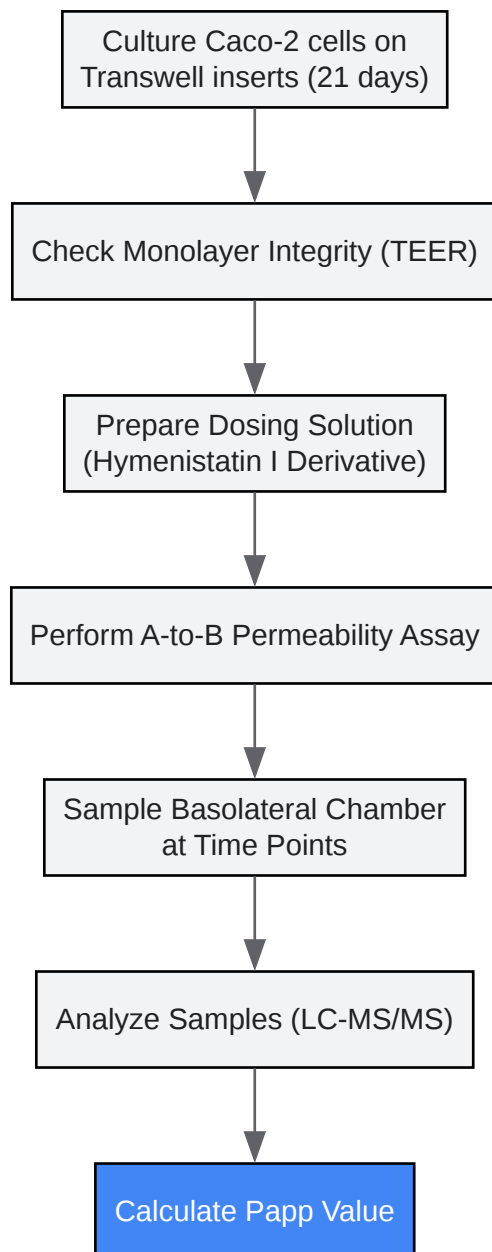 Culture Caco-2 cells on
Transwell inserts (21 days)
Check Monolayer Integrity (TEER)
Prepare Dosing Solution
(Hymenistatin I Derivative)
Perform A-to-B Permeability Assay
Sample Basolateral Chamber
at Time Points
Analyze Samples (LC-MS/MS)
Calculate Papp Value